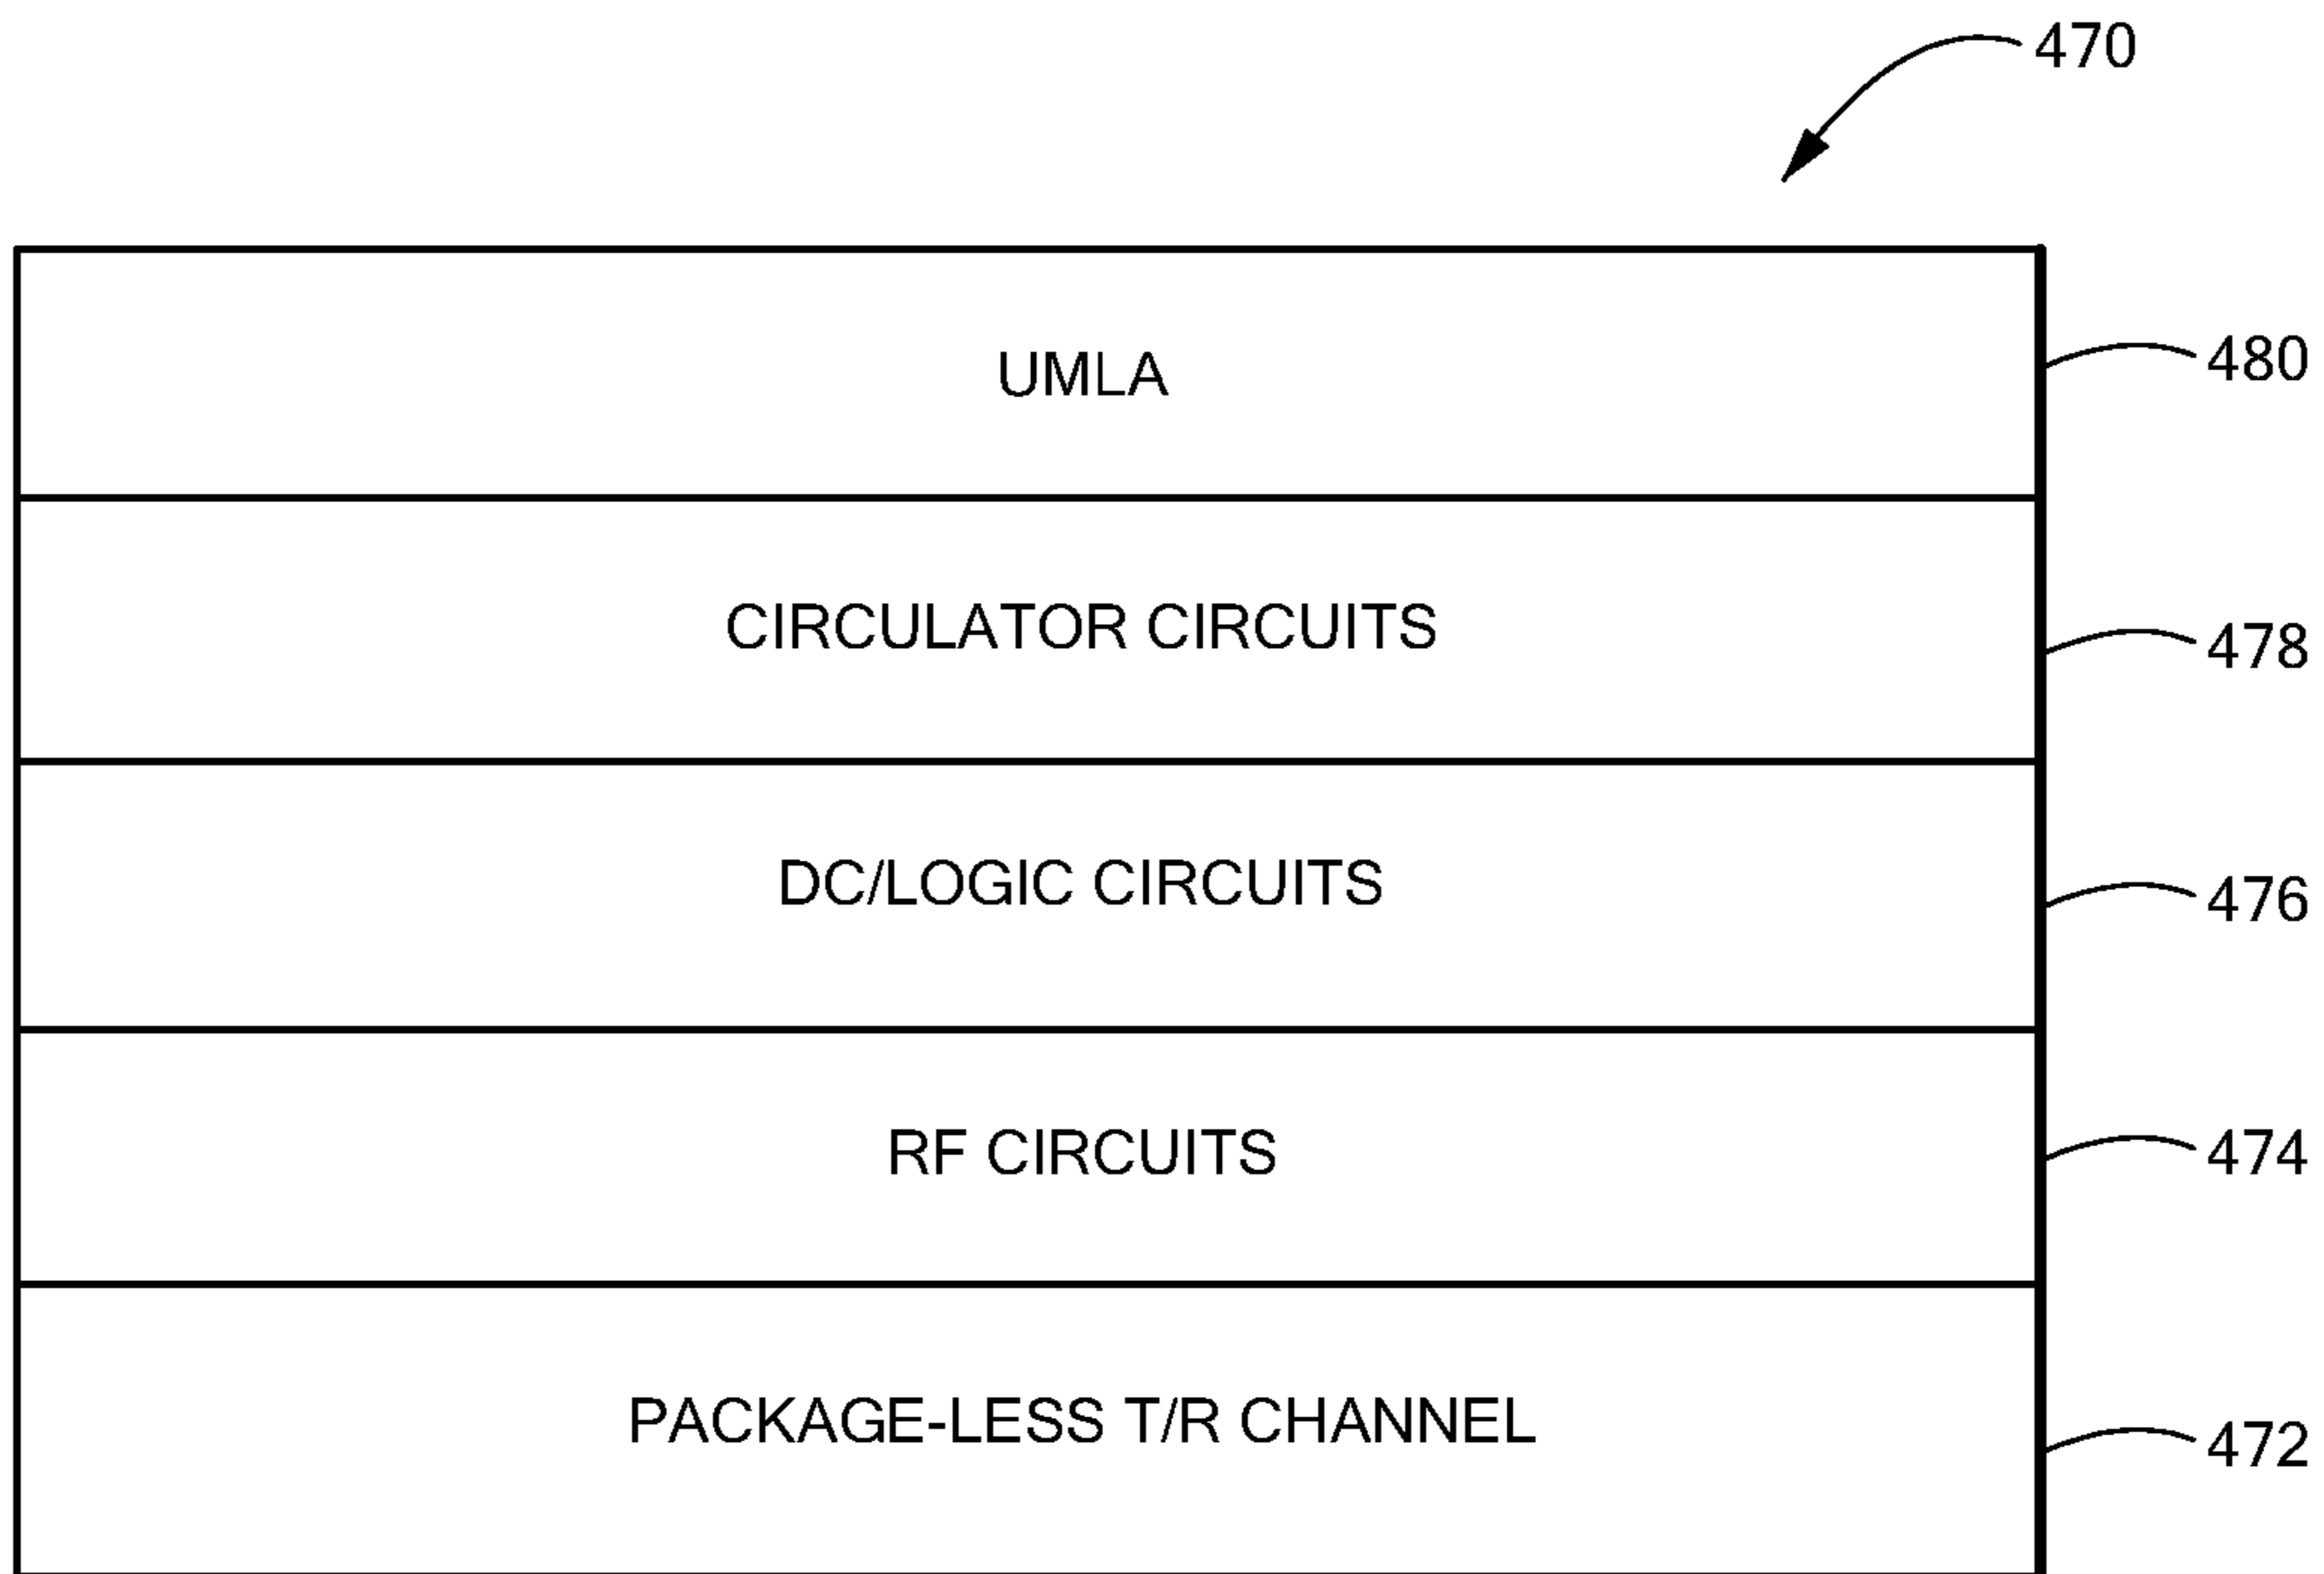 470
UMLA
480
CIRCULATOR CIRCUITS
478
DC/LOGIC CIRCUITS
476
RF CIRCUITS
474
PACKAGE-LESS T/R CHANNEL
472